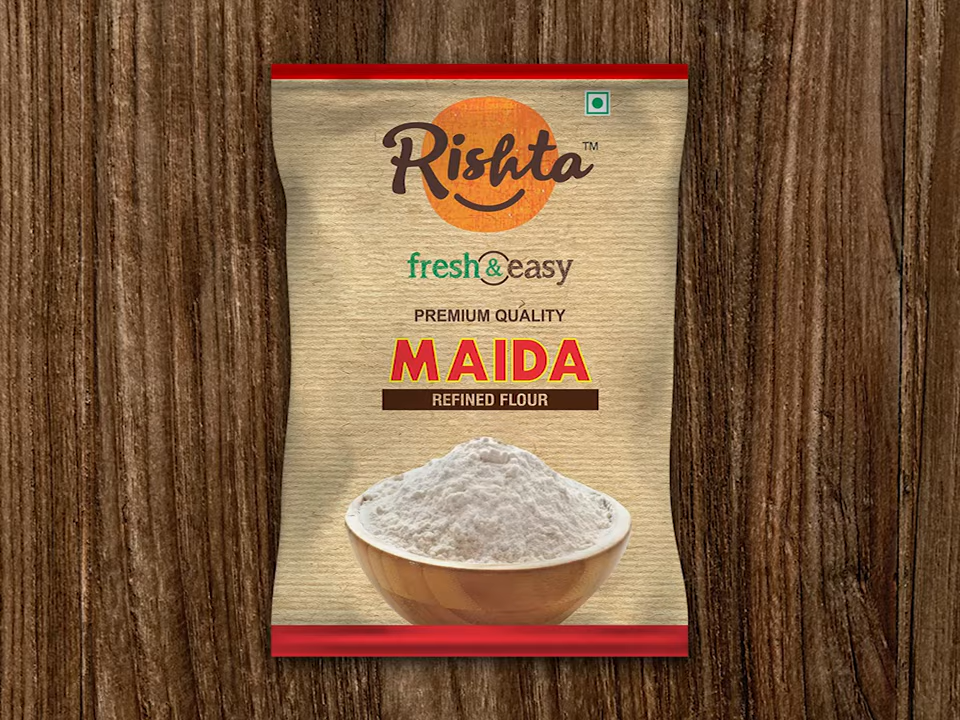 Rishta™
fresh & easy
PREMIUM QUALITY
MAIDA
REFINED FLOUR